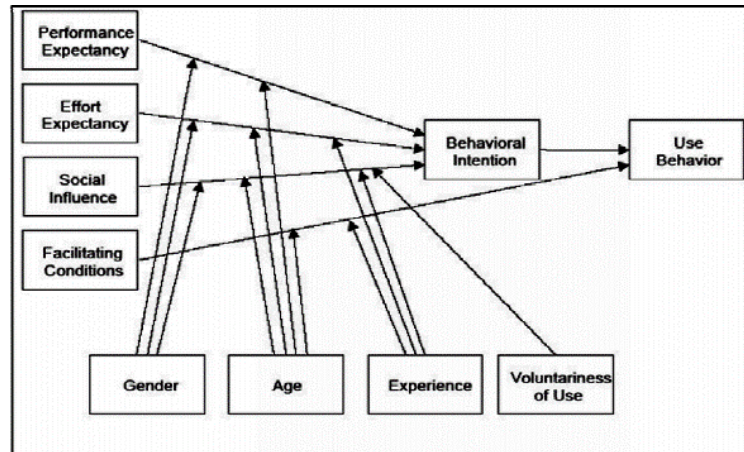 Performance
Expectancy
Effort
Expectancy
Social
Influence
Facilitating
Conditions
Behavioral
Intention
Use
Behavior
Gender
Age
Experience
Voluntariness
of Use